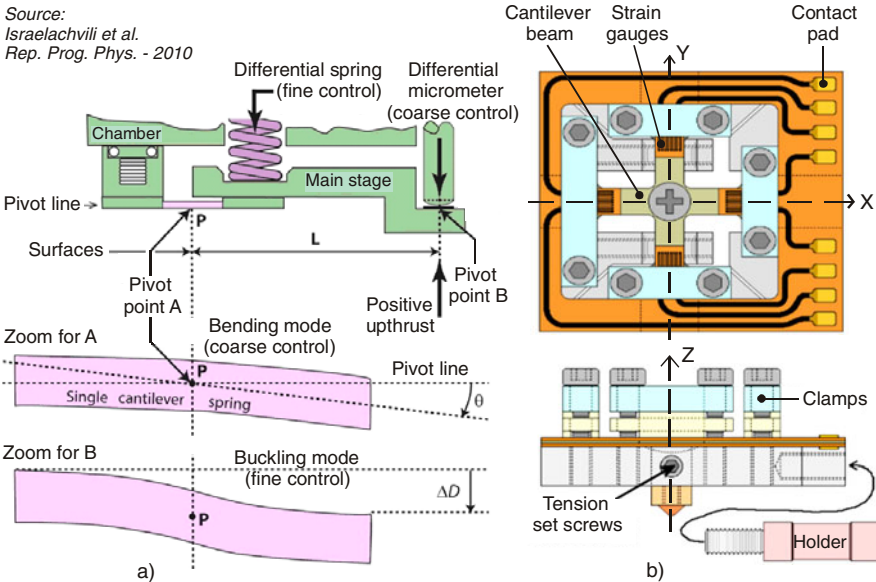 Source:
Israelachvili et al.
Rep. Prog. Phys. - 2010
Differential spring
(fine control)
Differential
micrometer
(coarse control)
Chamber
Main stage
Pivot line
P
L
Surfaces
Pivot
point A
Pivot
point B
Positive
upthrust
Zoom for A
Bending mode
(coarse control)
P
Pivot line
Single cantilever spring
θ
Zoom for B
Buckling mode
(fine control)
ΔD
P
a)
Cantilever
beam
Strain
gauges
Contact
pad
Y
X
Z
Clamps
Tension
set screws
Holder
b)